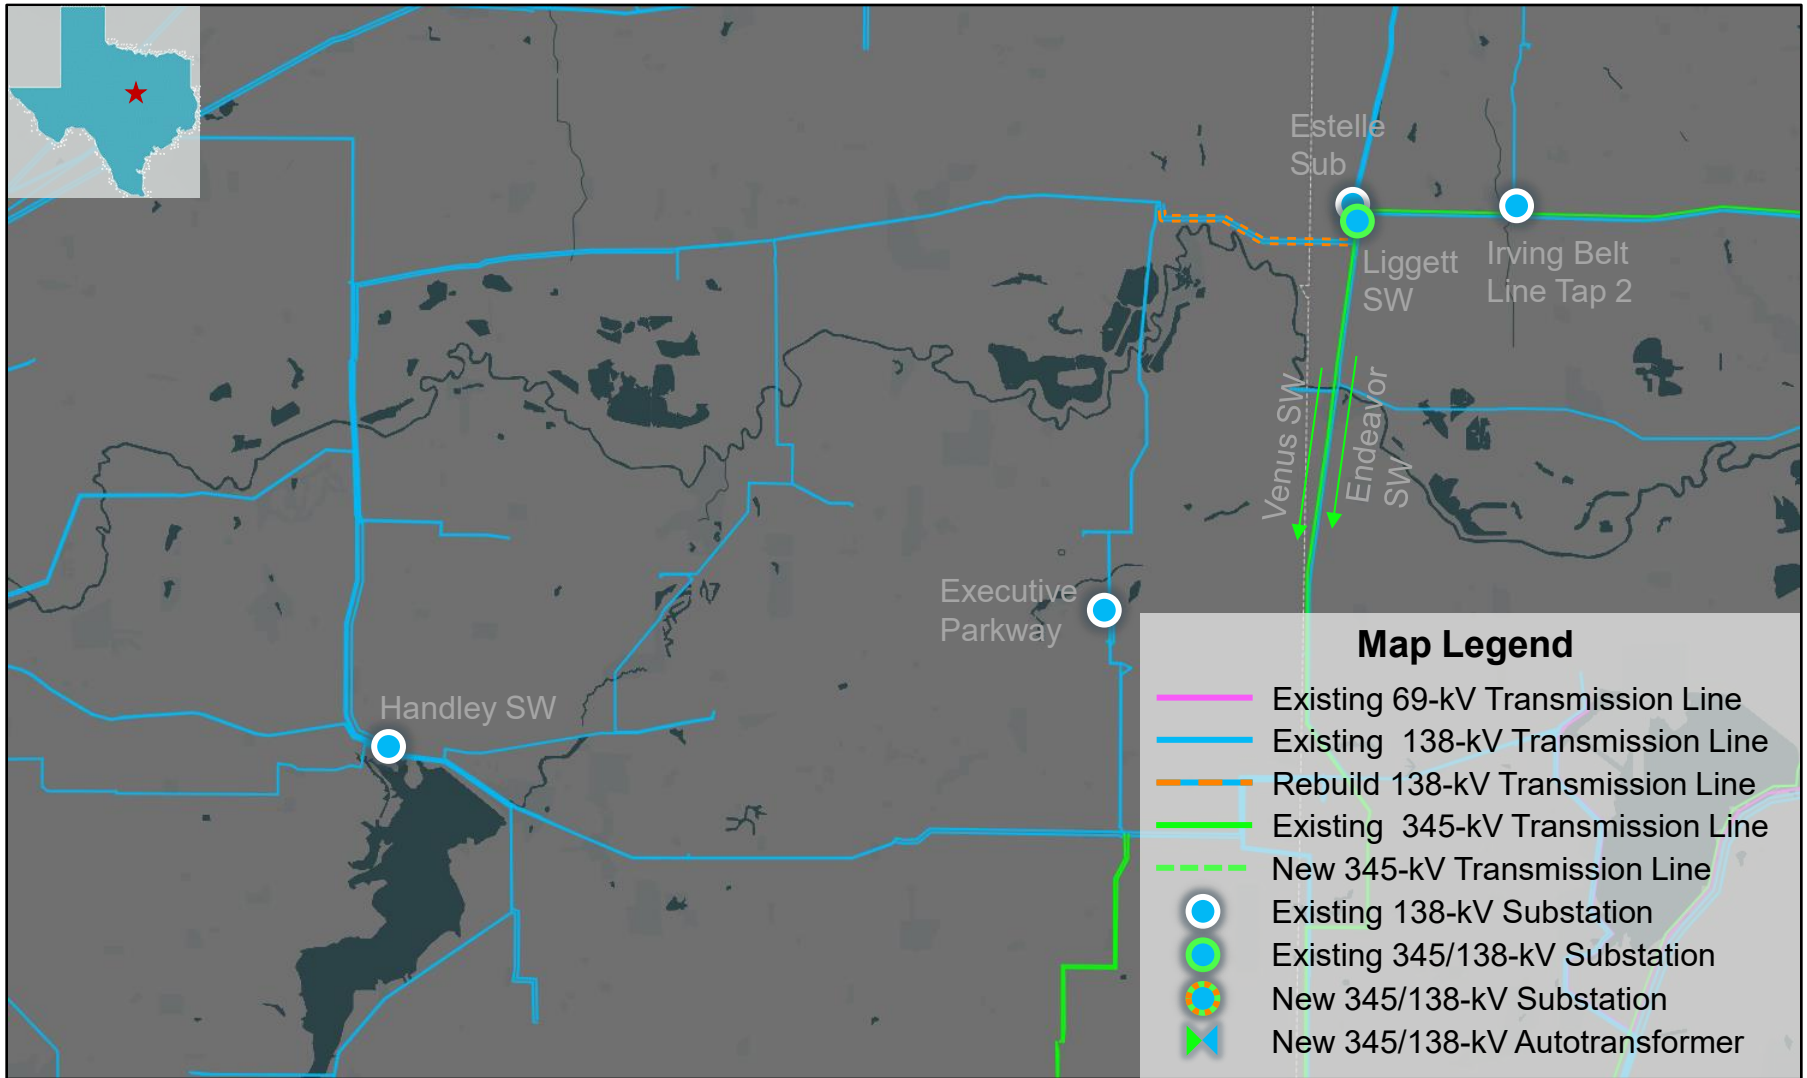 Estelle
Sub
Irving Belt
Line Tap 2
Liggett
SW
Venus SW
Endeavor
SW
Executive
Parkway
Handley SW
Map Legend
Existing 69-kV Transmission Line
Existing 138-kV Transmission Line
Rebuild 138-kV Transmission Line
Existing 345-kV Transmission Line
New 345-kV Transmission Line
Existing 138-kV Substation
Existing 345/138-kV Substation
New 345/138-kV Substation
New 345/138-kV Autotransformer